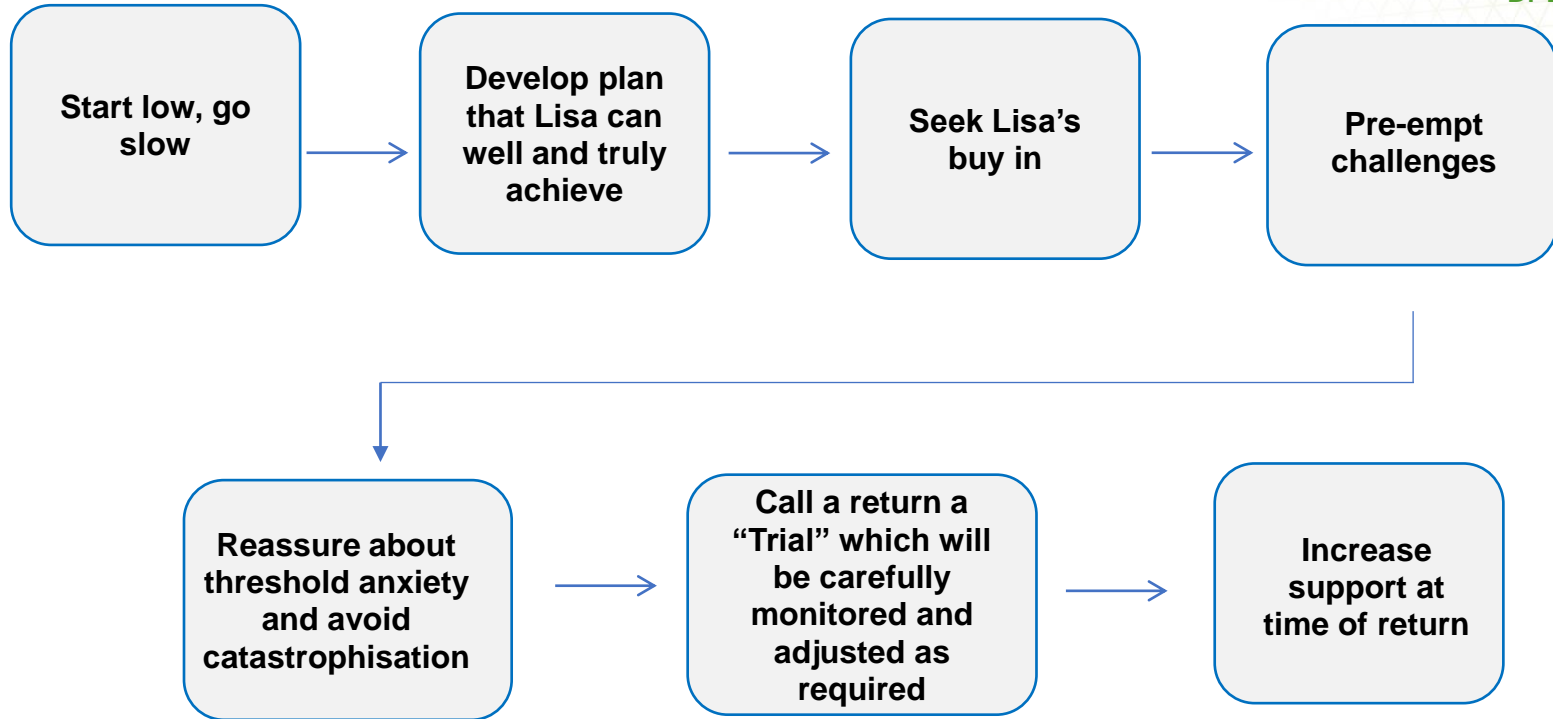 Start low, go
slow
Develop plan
that Lisa can
well and truly
achieve
Seek Lisa’s
buy in
Pre-empt
challenges
Reassure about
threshold anxiety
and avoid
catastrophisation
Call a return a
“Trial” which will
be carefully
monitored and
adjusted as
required
Increase
support at
time of return